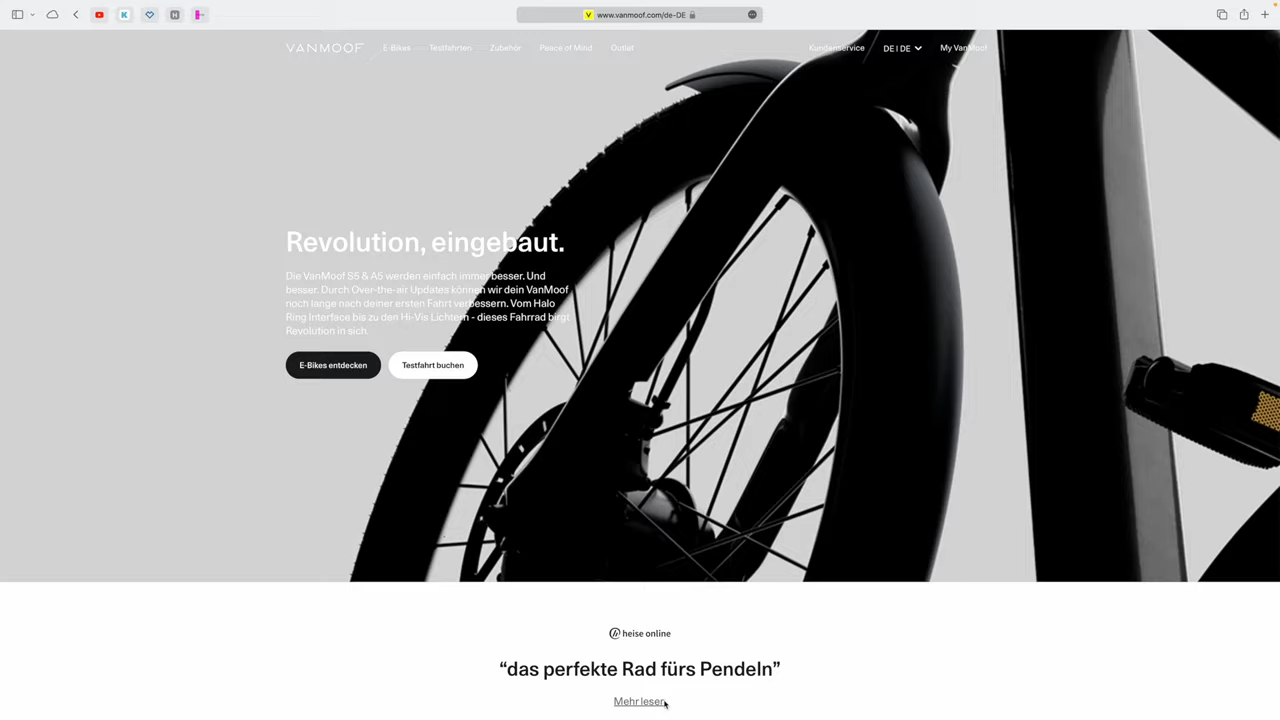 www.vanmoof.com/de-DE
VANMOOF E-Bikes Testfahrten Zubehör Peace of Mind Outlet Kundenservice DE | DE My VanMoof
Revolution, eingebaut.
Die VanMoof S5 & A5 werden einfach immer besser. Und
besser. Durch Over-the-air Updates können wir dein VanMoof
noch lange nach deiner ersten Fahrt verbessern. Vom Halo
Ring Interface bis zu den Hi-Vis Lichtern - dieses Fahrrad birgt
Revolution in sich.
E-Bikes entdecken Testfahrt buchen
heise online
“das perfekte Rad fürs Pendeln”
Mehr lesen